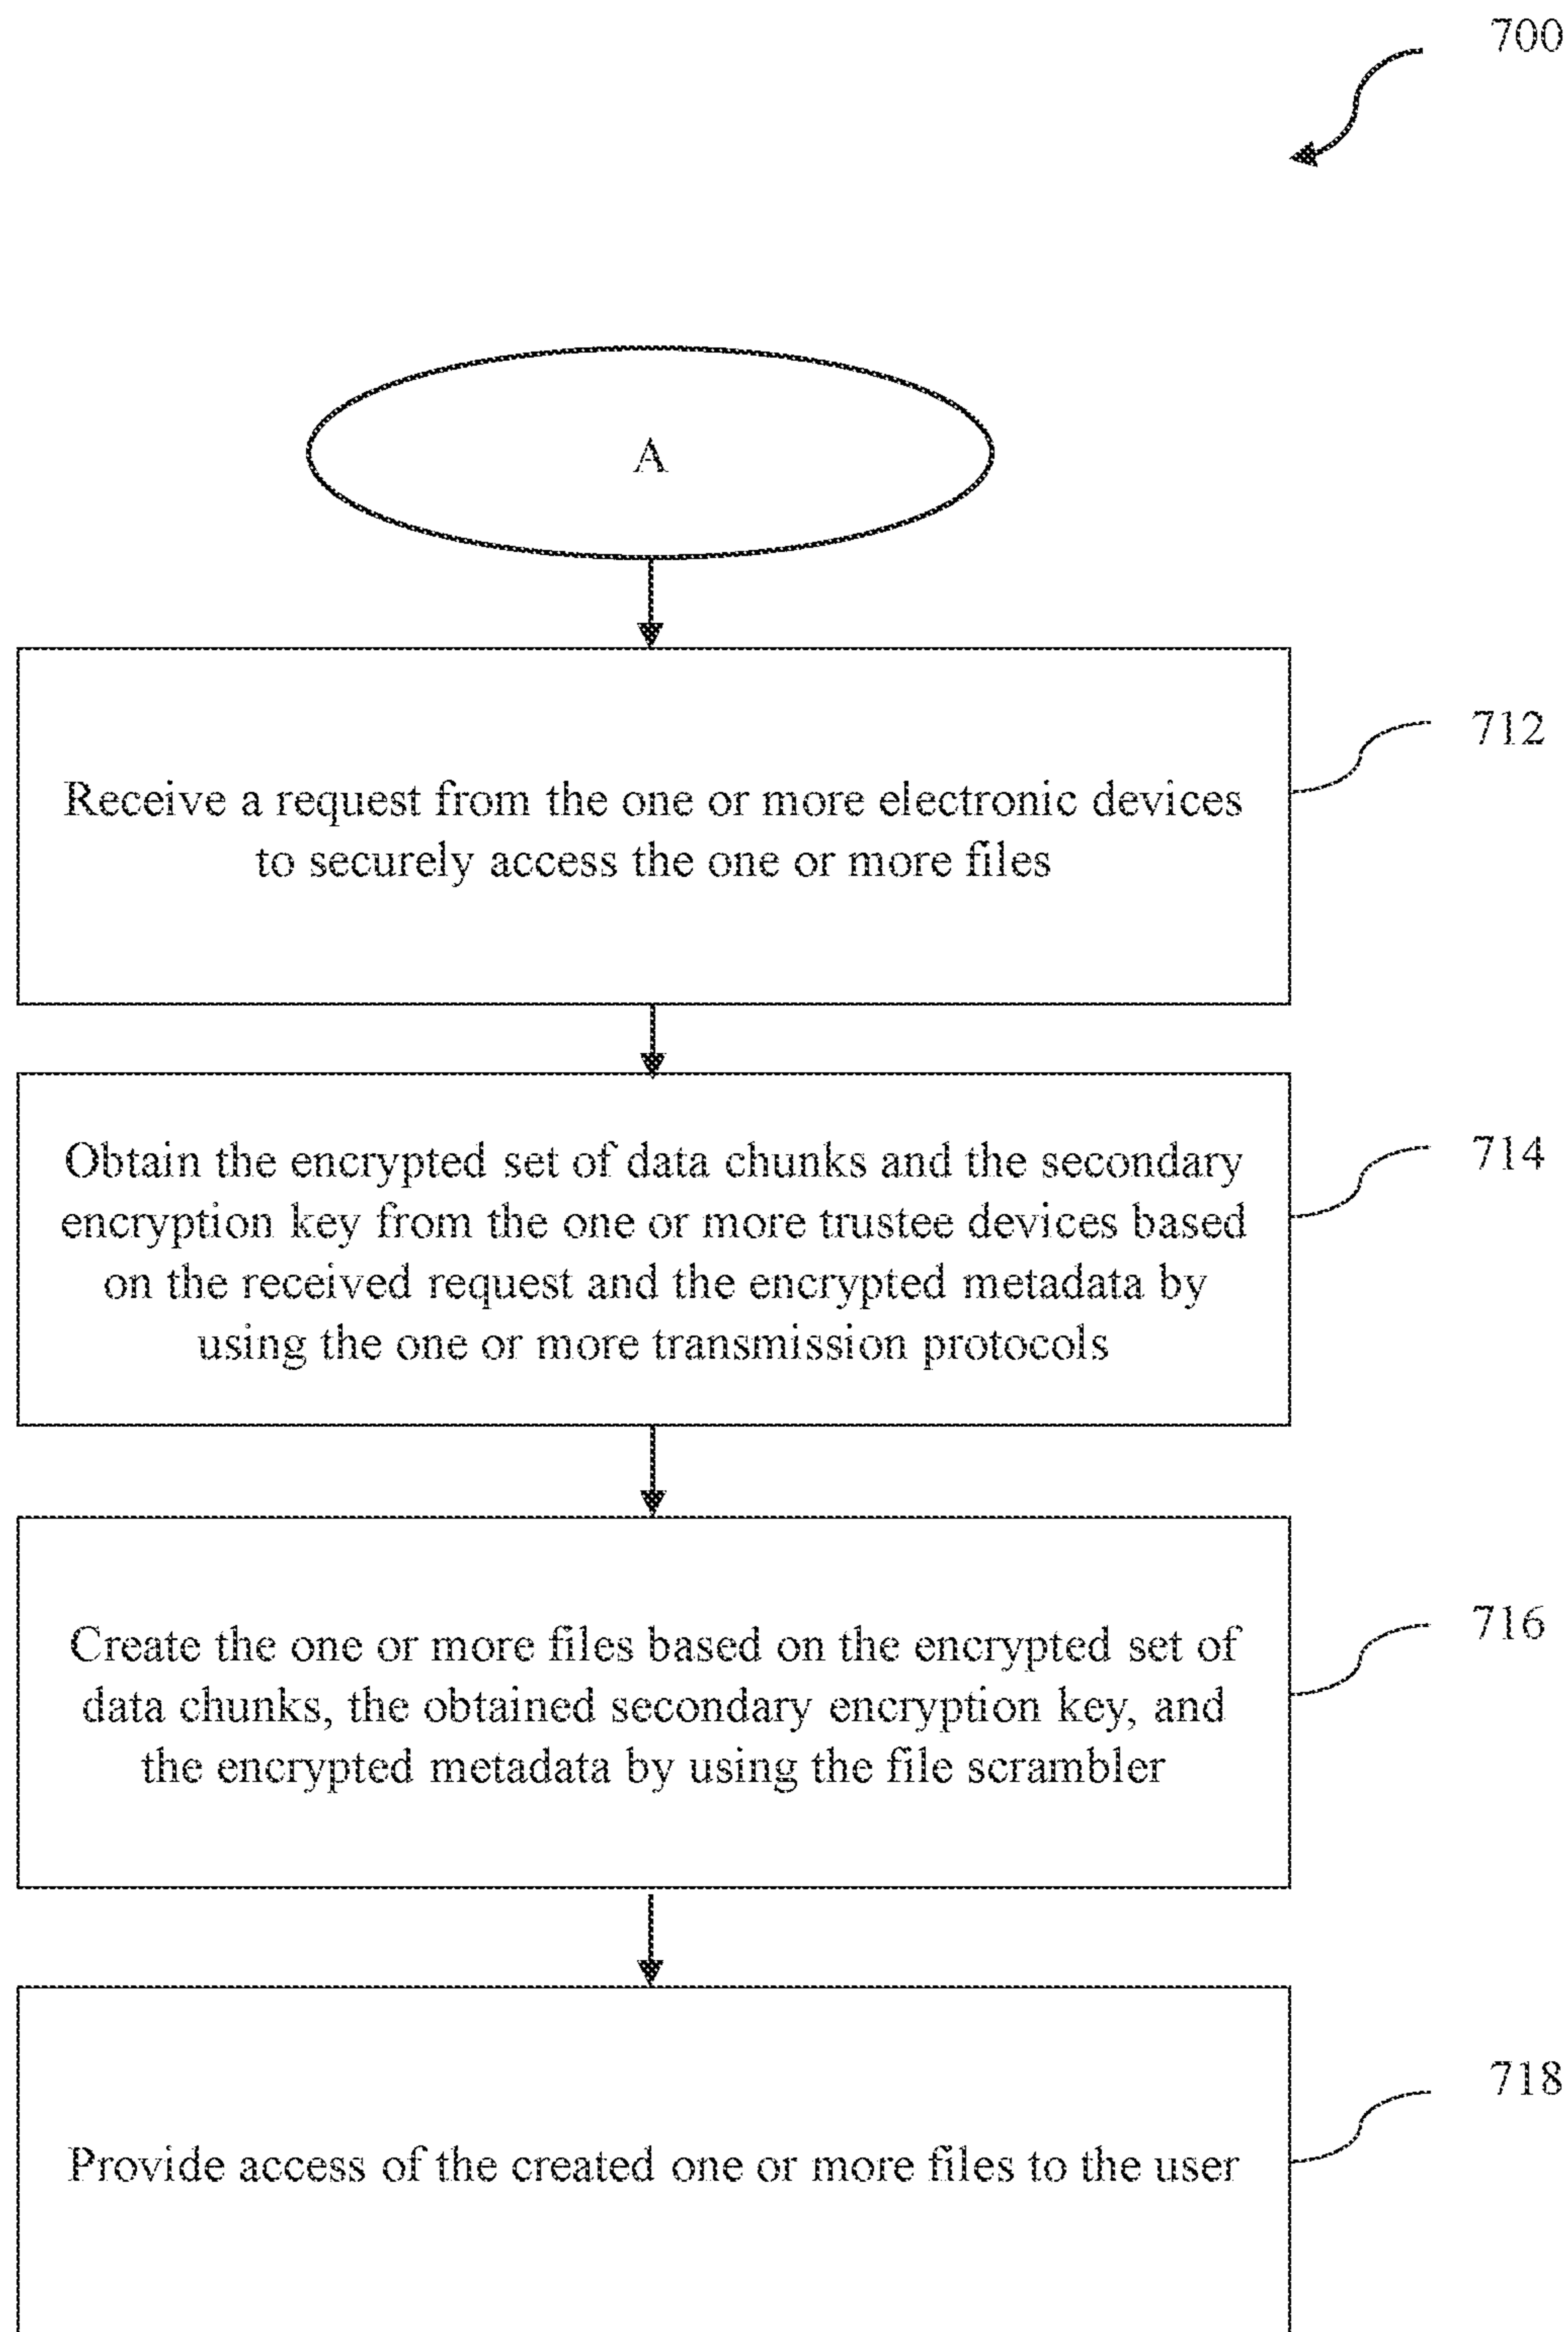 700
A
712
Receive a request from the one or more electronic devices
to securely access the one or more files
714
Obtain the encrypted set of data chunks and the secondary
encryption key from the one or more trustee devices based
on the received request and the encrypted metadata by
using the one or more transmission protocols
716
Create the one or more files based on the encrypted set of
data chunks, the obtained secondary encryption key, and
the encrypted metadata by using the file scrambler
718
Provide access of the created one or more files to the user